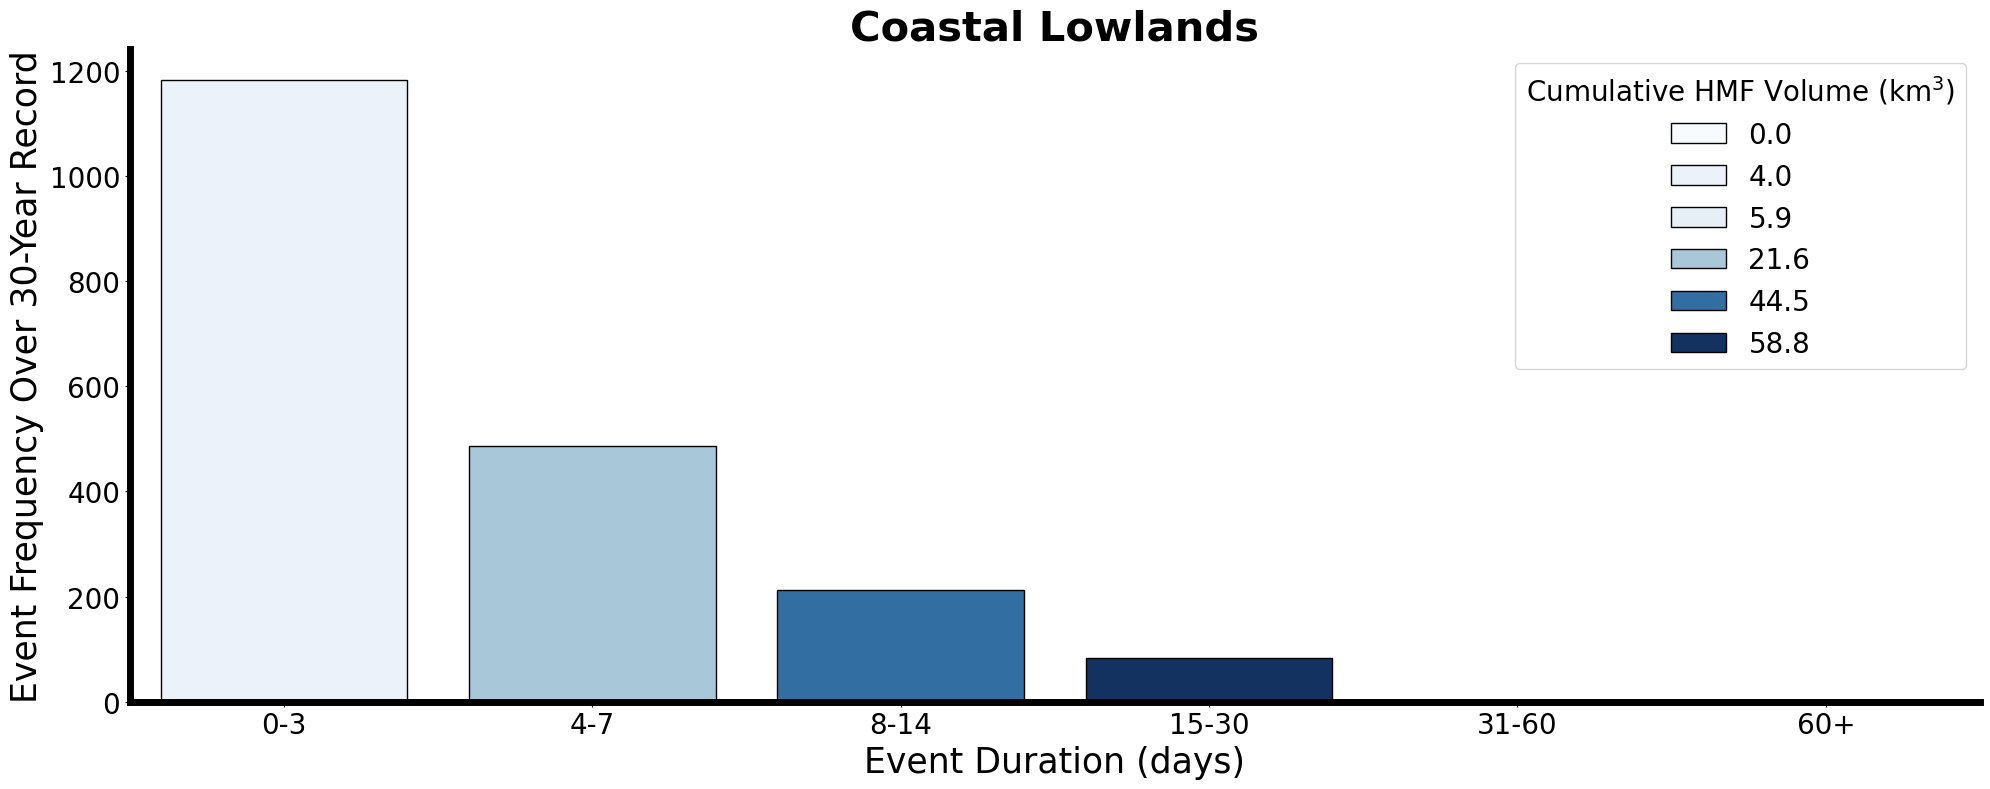 Coastal Lowlands
Event Frequency Over 30-Year Record
1200
1000
800
600
400
200
0
Cumulative HMF Volume (km³)
0.0
4.0
5.9
21.6
44.5
58.8
0-3 4-7 8-14 15-30 31-60 60+
Event Duration (days)